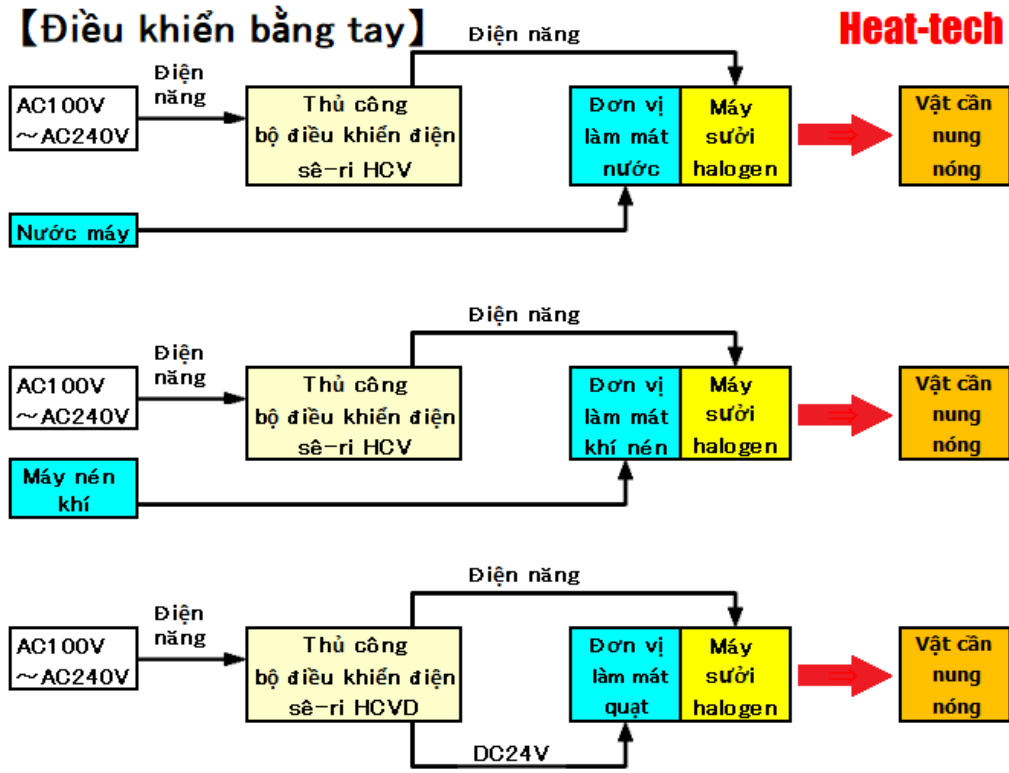 【Điều khiển bằng tay】
Heat-tech
Điện năng
Điện
năng
AC100V
～AC240V
Thủ công
bộ điều khiển điện
sê-ri HCV
Đơn vị
làm mát
nước
Máy
sưởi
halogen
Vật cần
nung
nóng
Nước máy
Điện năng
Điện
năng
AC100V
～AC240V
Thủ công
bộ điều khiển điện
sê-ri HCV
Đơn vị
làm mát
khí nén
Máy
sưởi
halogen
Vật cần
nung
nóng
Máy nén
khí
Điện năng
Điện
năng
AC100V
～AC240V
Thủ công
bộ điều khiển điện
sê-ri HCVD
Đơn vị
làm mát
quạt
Máy
sưởi
halogen
Vật cần
nung
nóng
DC24V